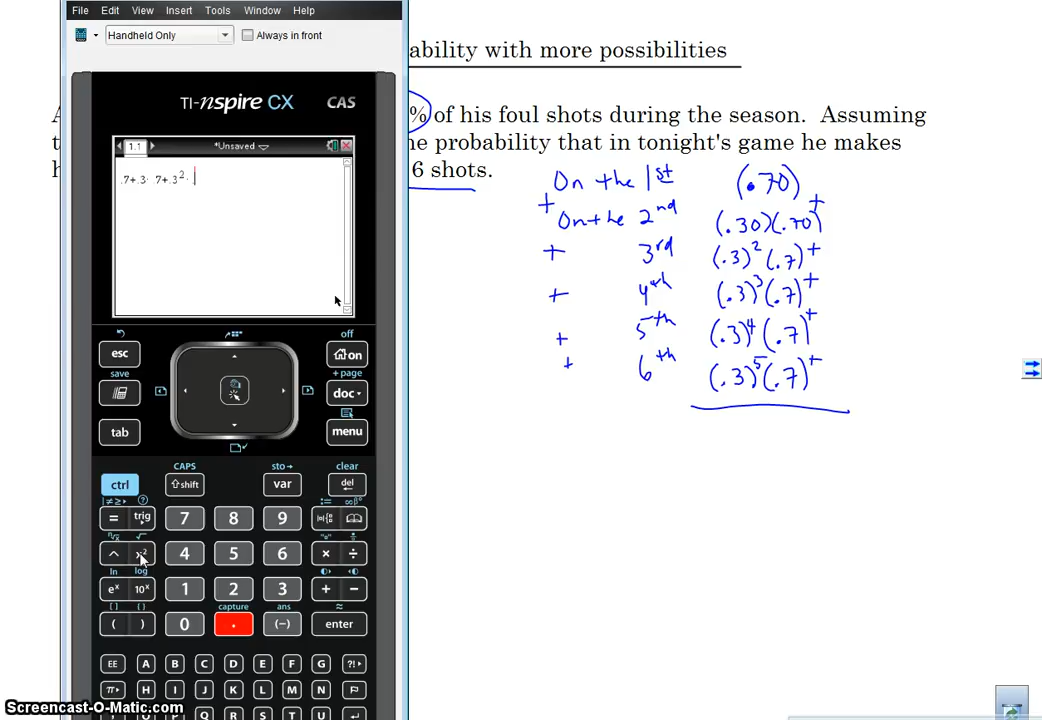 File Edit View Insert Tools Window Help
Handheld Only Always in front
ability with more possibilities
TI-nspire CX CAS
% of his foul shots during the season. Assuming
he probability that in tonight's game he makes
6 shots.
1.1 *Unsaved
.7+.3· 7+.3²·
On the 1st (.70) +
+ On the 2nd (.30)(.70)
+ 3rd (.3)²(.7) +
+ 4th (.3)³(.7) +
+ 5th (.3)⁴(.7) +
+ 6th (.3)⁵(.7) +
off
esc on
save + page
doc
tab menu
CAPS sto→ clear
ctrl shift var del
= trig 7 8 9
^ x² 4 5 6 × ÷
ln log
eˣ 10ˣ 1 2 3 + −
[ ] { } capture ans ≈
( ) 0 . (−) enter
EE A B C D E F G ?!
π H I J K L M N
Screencast-O-Matic.com